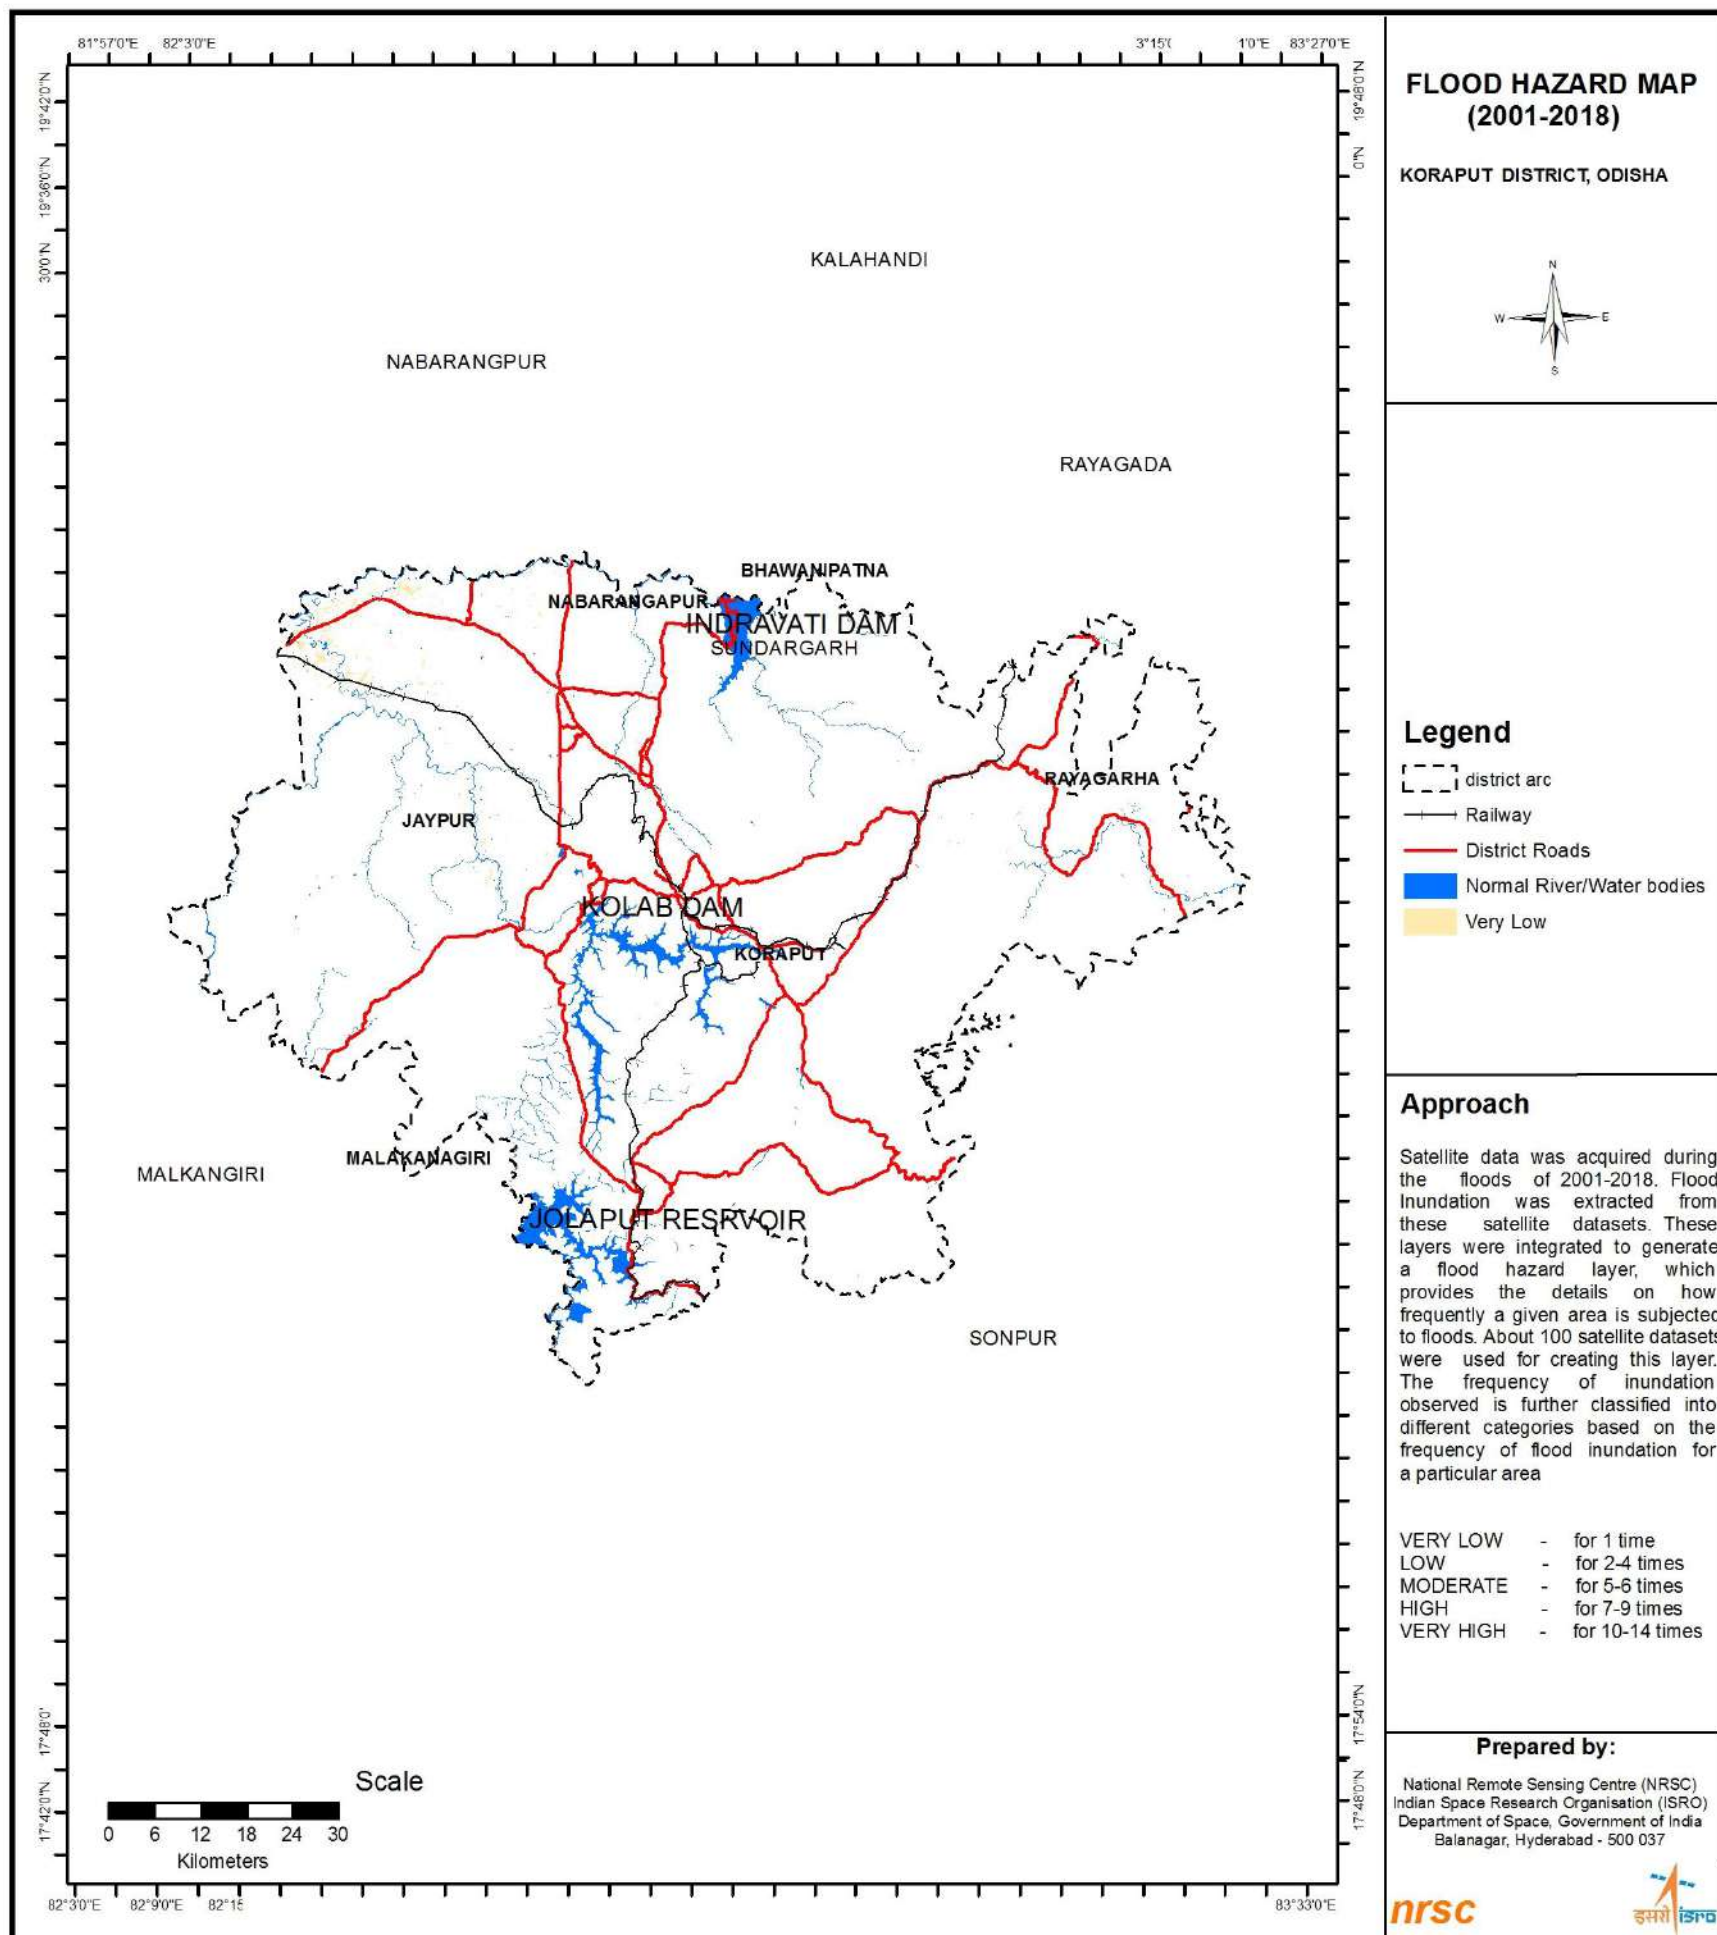 81°57'0"E 82°3'0"E 3°15'( 1'0"E 83°27'0"E
19°42'0"N
19°36'0"N
30'0'N
17°48'0'
17°42'0"N
19°48'0"N
0"N
17°54'0"N
17°48'0"N
82°3'0"E 82°9'0"E 82°15 83°33'0"E
KALAHANDI
NABARANGPUR
RAYAGADA
BHAWANIPATNA
NABARANGAPUR
INDRAVATI DAM
SUNDARGARH
RAYAGARHA
JAYPUR
KOLAB DAM
KORAPUT
MALAKANAGIRI
MALKANGIRI
JOLAPUT RESRVOIR
SONPUR
Scale
0 6 12 18 24 30
Kilometers
FLOOD HAZARD MAP
(2001-2018)
KORAPUT DISTRICT, ODISHA
N
W E
S
Legend
district arc
Railway
District Roads
Normal River/Water bodies
Very Low
Approach
Satellite data was acquired during
the floods of 2001-2018. Flood
Inundation was extracted from
these satellite datasets. These
layers were integrated to generate
a flood hazard layer, which
provides the details on how
frequently a given area is subjected
to floods. About 100 satellite datasets
were used for creating this layer.
The frequency of inundation
observed is further classified into
different categories based on the
frequency of flood inundation for
a particular area
VERY LOW - for 1 time
LOW - for 2-4 times
MODERATE - for 5-6 times
HIGH - for 7-9 times
VERY HIGH - for 10-14 times
Prepared by:
National Remote Sensing Centre (NRSC)
Indian Space Research Organisation (ISRO)
Department of Space, Government of India
Balanagar, Hyderabad - 500 037
nrsc
इसरो isro